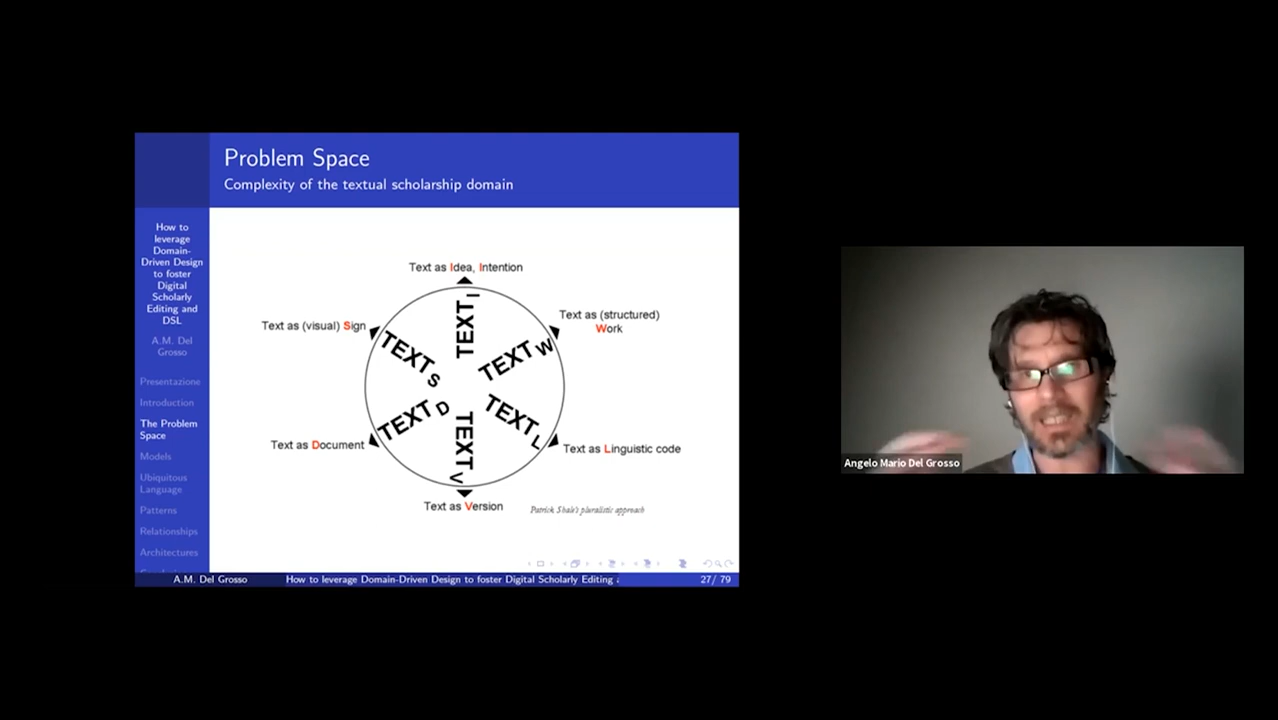 Problem Space
Complexity of the textual scholarship domain
How to
leverage
Domain-
Driven Design
to foster
Digital
Scholarly
Editing and
DSL
A.M. Del
Grosso
Presentazione
Introduction
The Problem
Space
Models
Ubiquitous
Language
Patterns
Relationships
Architectures
Text as Idea, Intention
Text as (structured)
Work
Text as (visual) Sign
TEXT I
TEXT W
TEXT S
TEXT D
TEXT V
TEXT L
Text as Document
Text as Linguistic code
Text as Version
Patrick Shale's pluralistic approach
A.M. Del Grosso
How to leverage Domain-Driven Design to foster Digital Scholarly Editing a
27/ 79
Angelo Mario Del Grosso